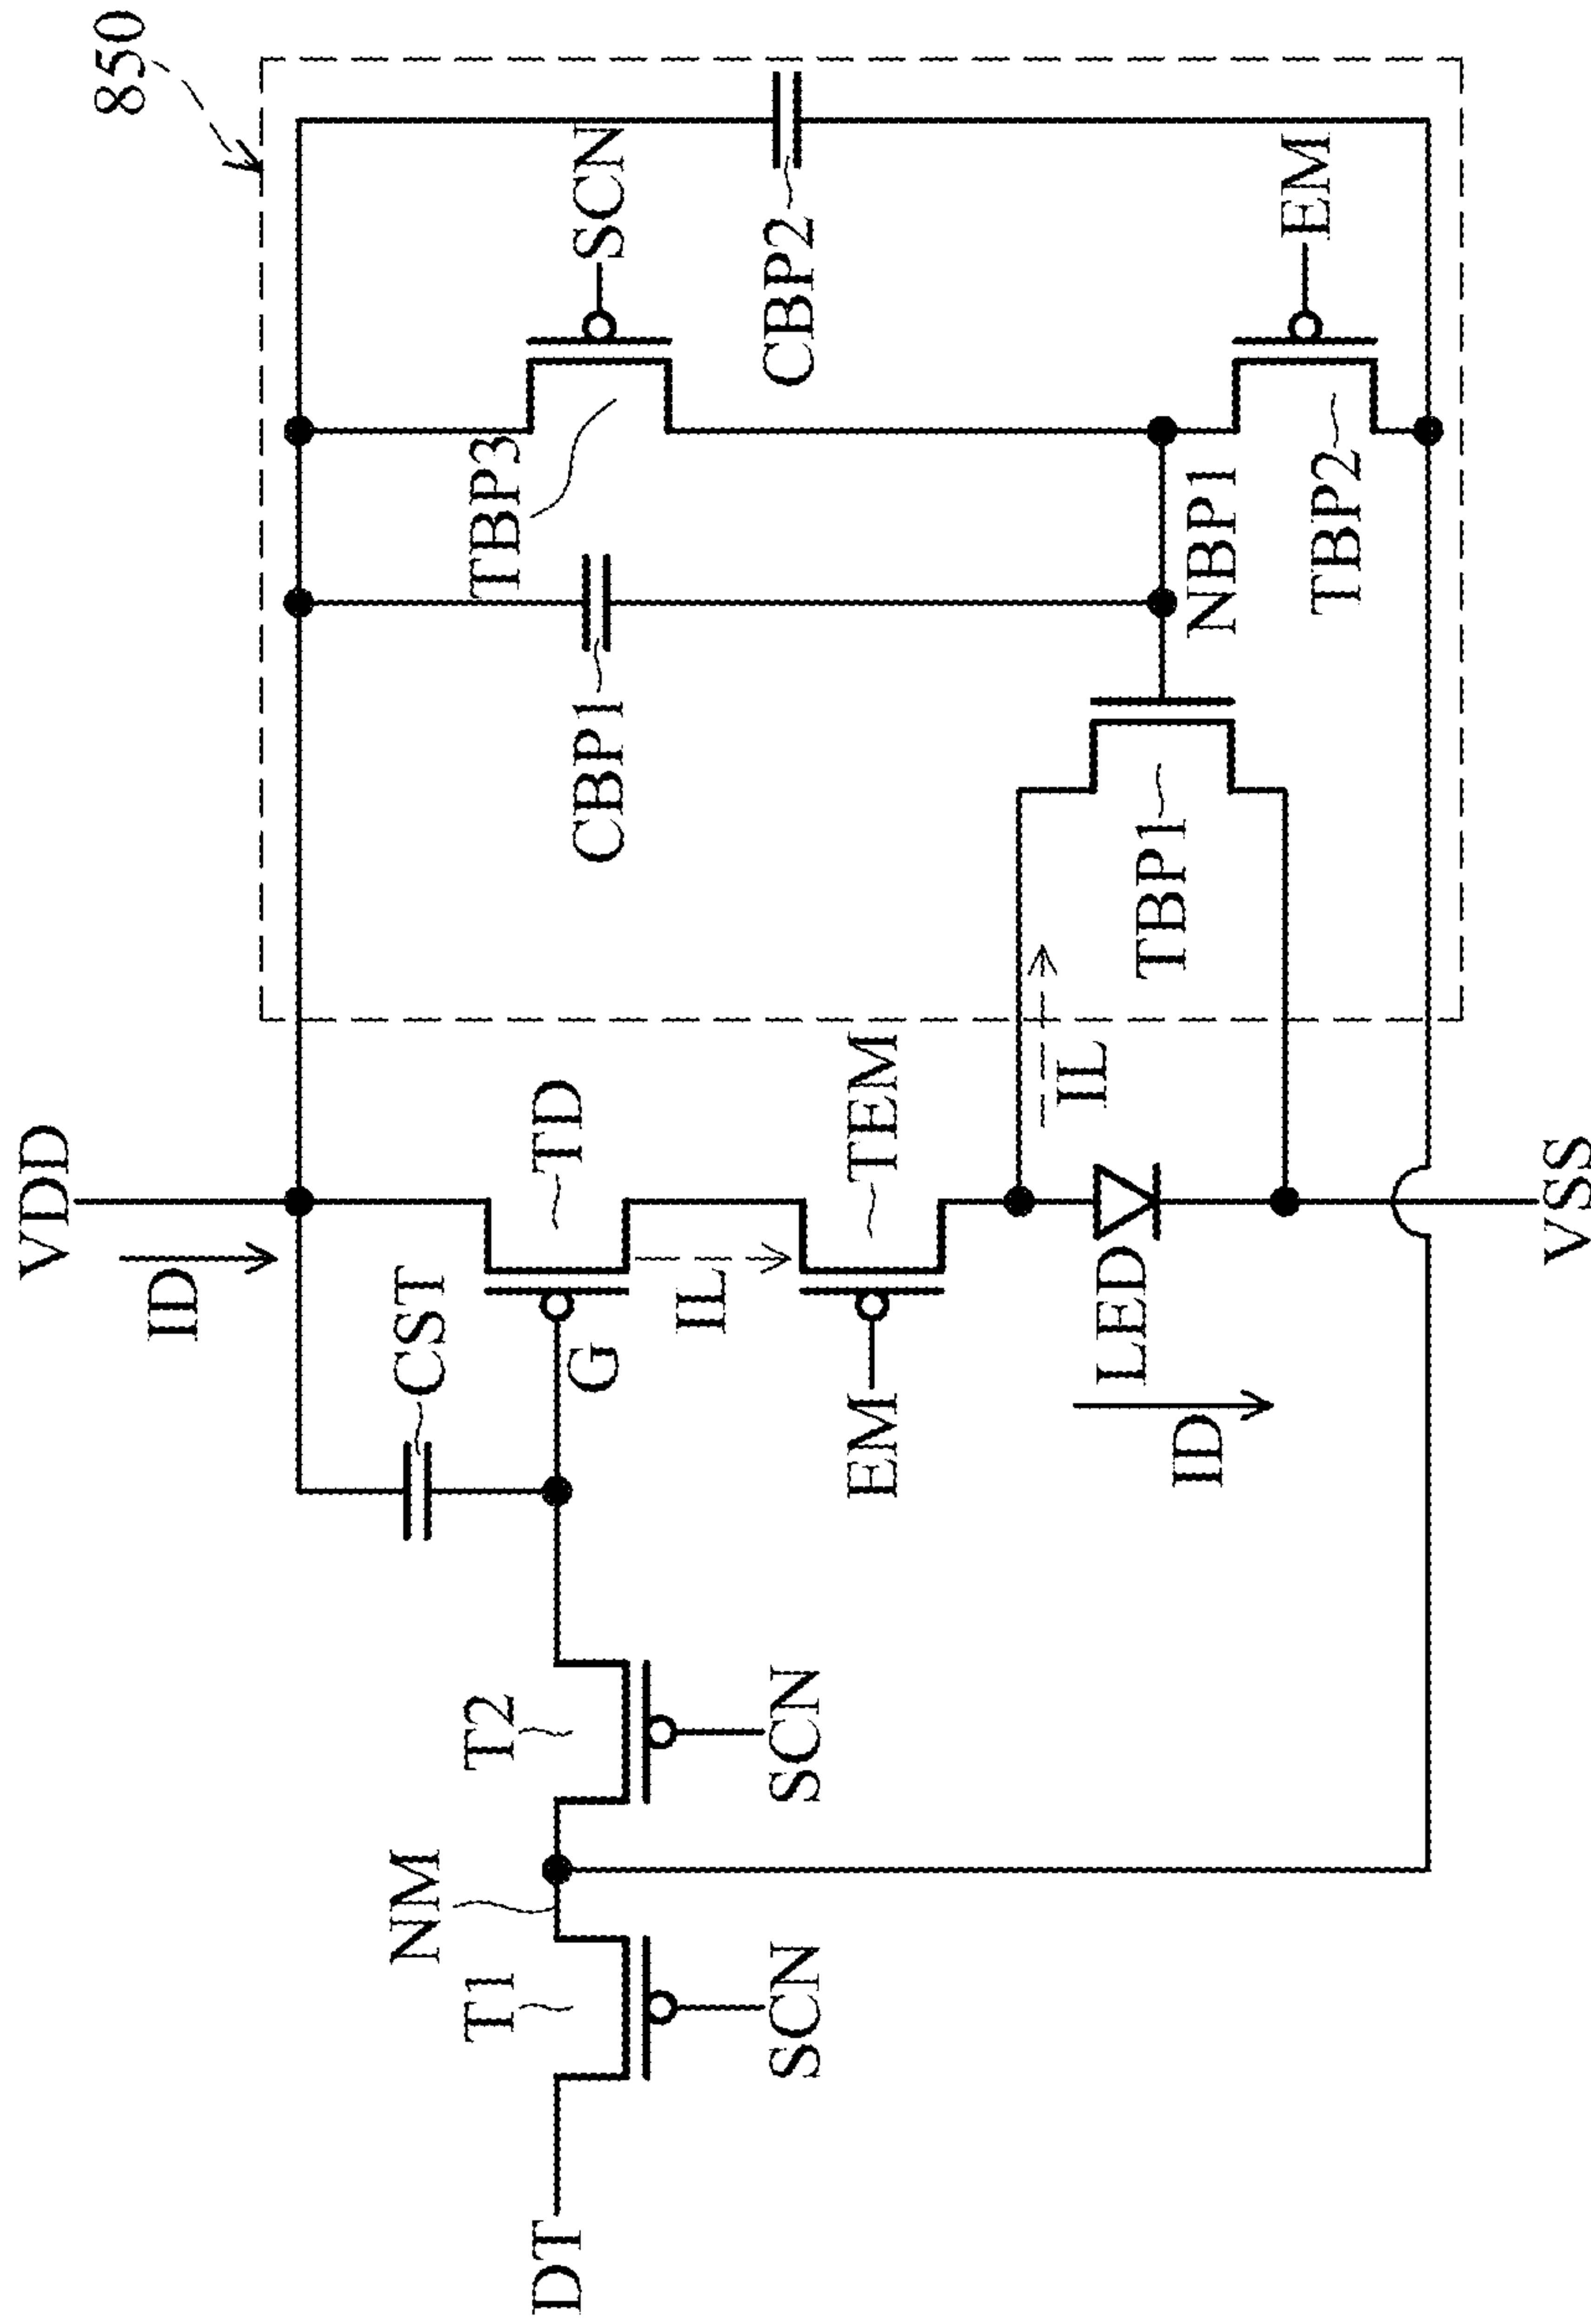 850
VDD
ID
CST
TD
G
IL
TEM
EM
LED
ID
IL
VSS
TBP3
SCN
CBP1
CBP2
NBP1
EM
TBP1
TBP2
T2
SCN
NM
T1
SCN
DT